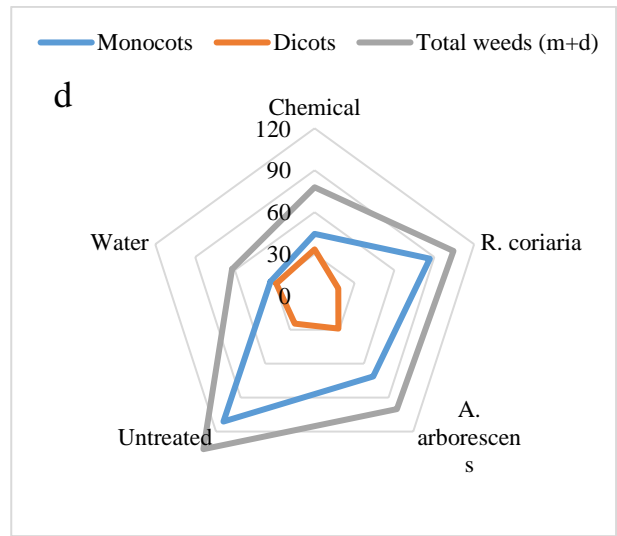 Monocots Dicots Total weeds (m+d)
d
Chemical
120
90
60
30
0
Water
R. coriaria
Untreated
A.
arborescen
s